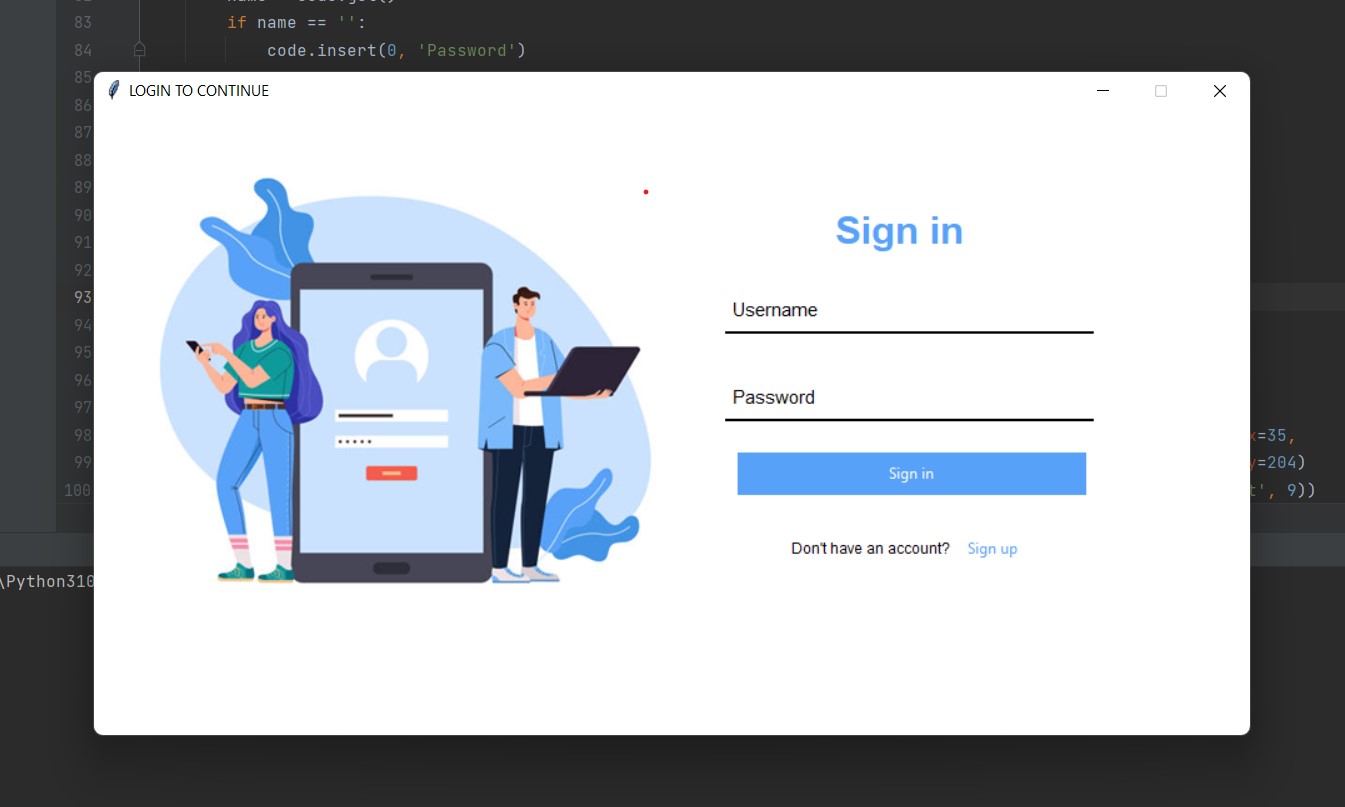 83 if name == '':
84 code.insert(0, 'Password')
85
LOGIN TO CONTINUE
86
87
88
89
90
Sign in
91
92
93
Username
94
95
96
97
Password
98 =35,
99 =204)
100 ', 9))
Sign in
Don't have an account? Sign up
\Python310